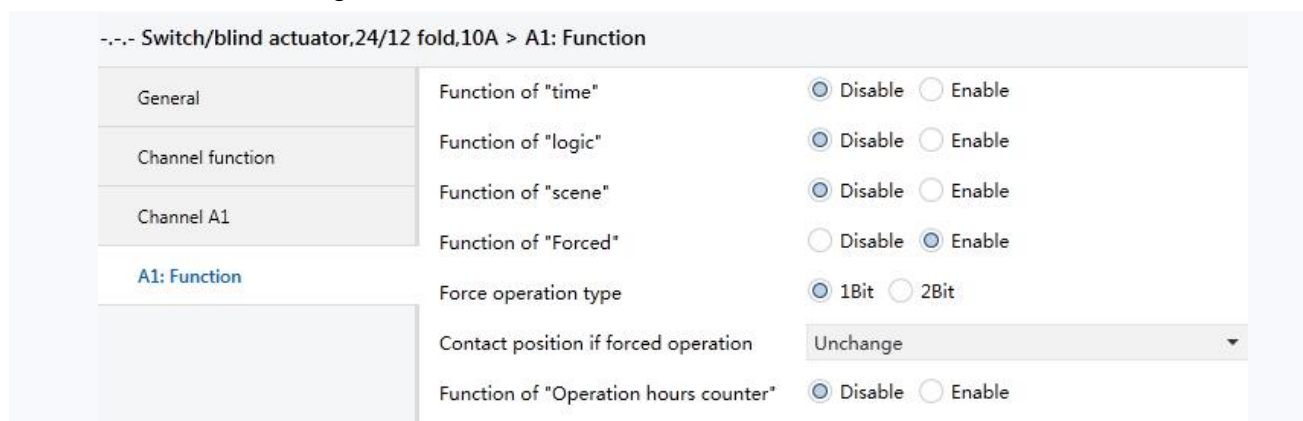 -.-.- Switch/blind actuator,24/12 fold,10A > A1: Function
General
Channel function
Channel A1
A1: Function
Function of "time" Disable Enable
Function of "logic" Disable Enable
Function of "scene" Disable Enable
Function of "Forced" Disable Enable
Force operation type 1Bit 2Bit
Contact position if forced operation Unchange
Function of "Operation hours counter" Disable Enable